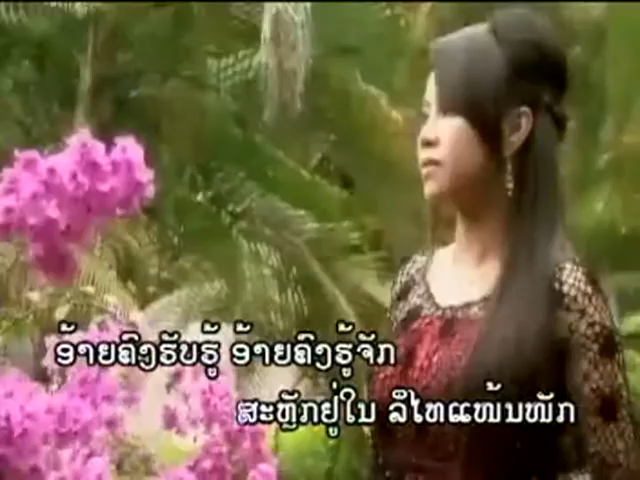 ອ້າຍຄົງຮັບຮູ້ ອ້າຍຄົງຮູ້ຈັກ
ສະຫຼັກຢູ່ໃນ ລືໄທແໜ້ນໜັກ